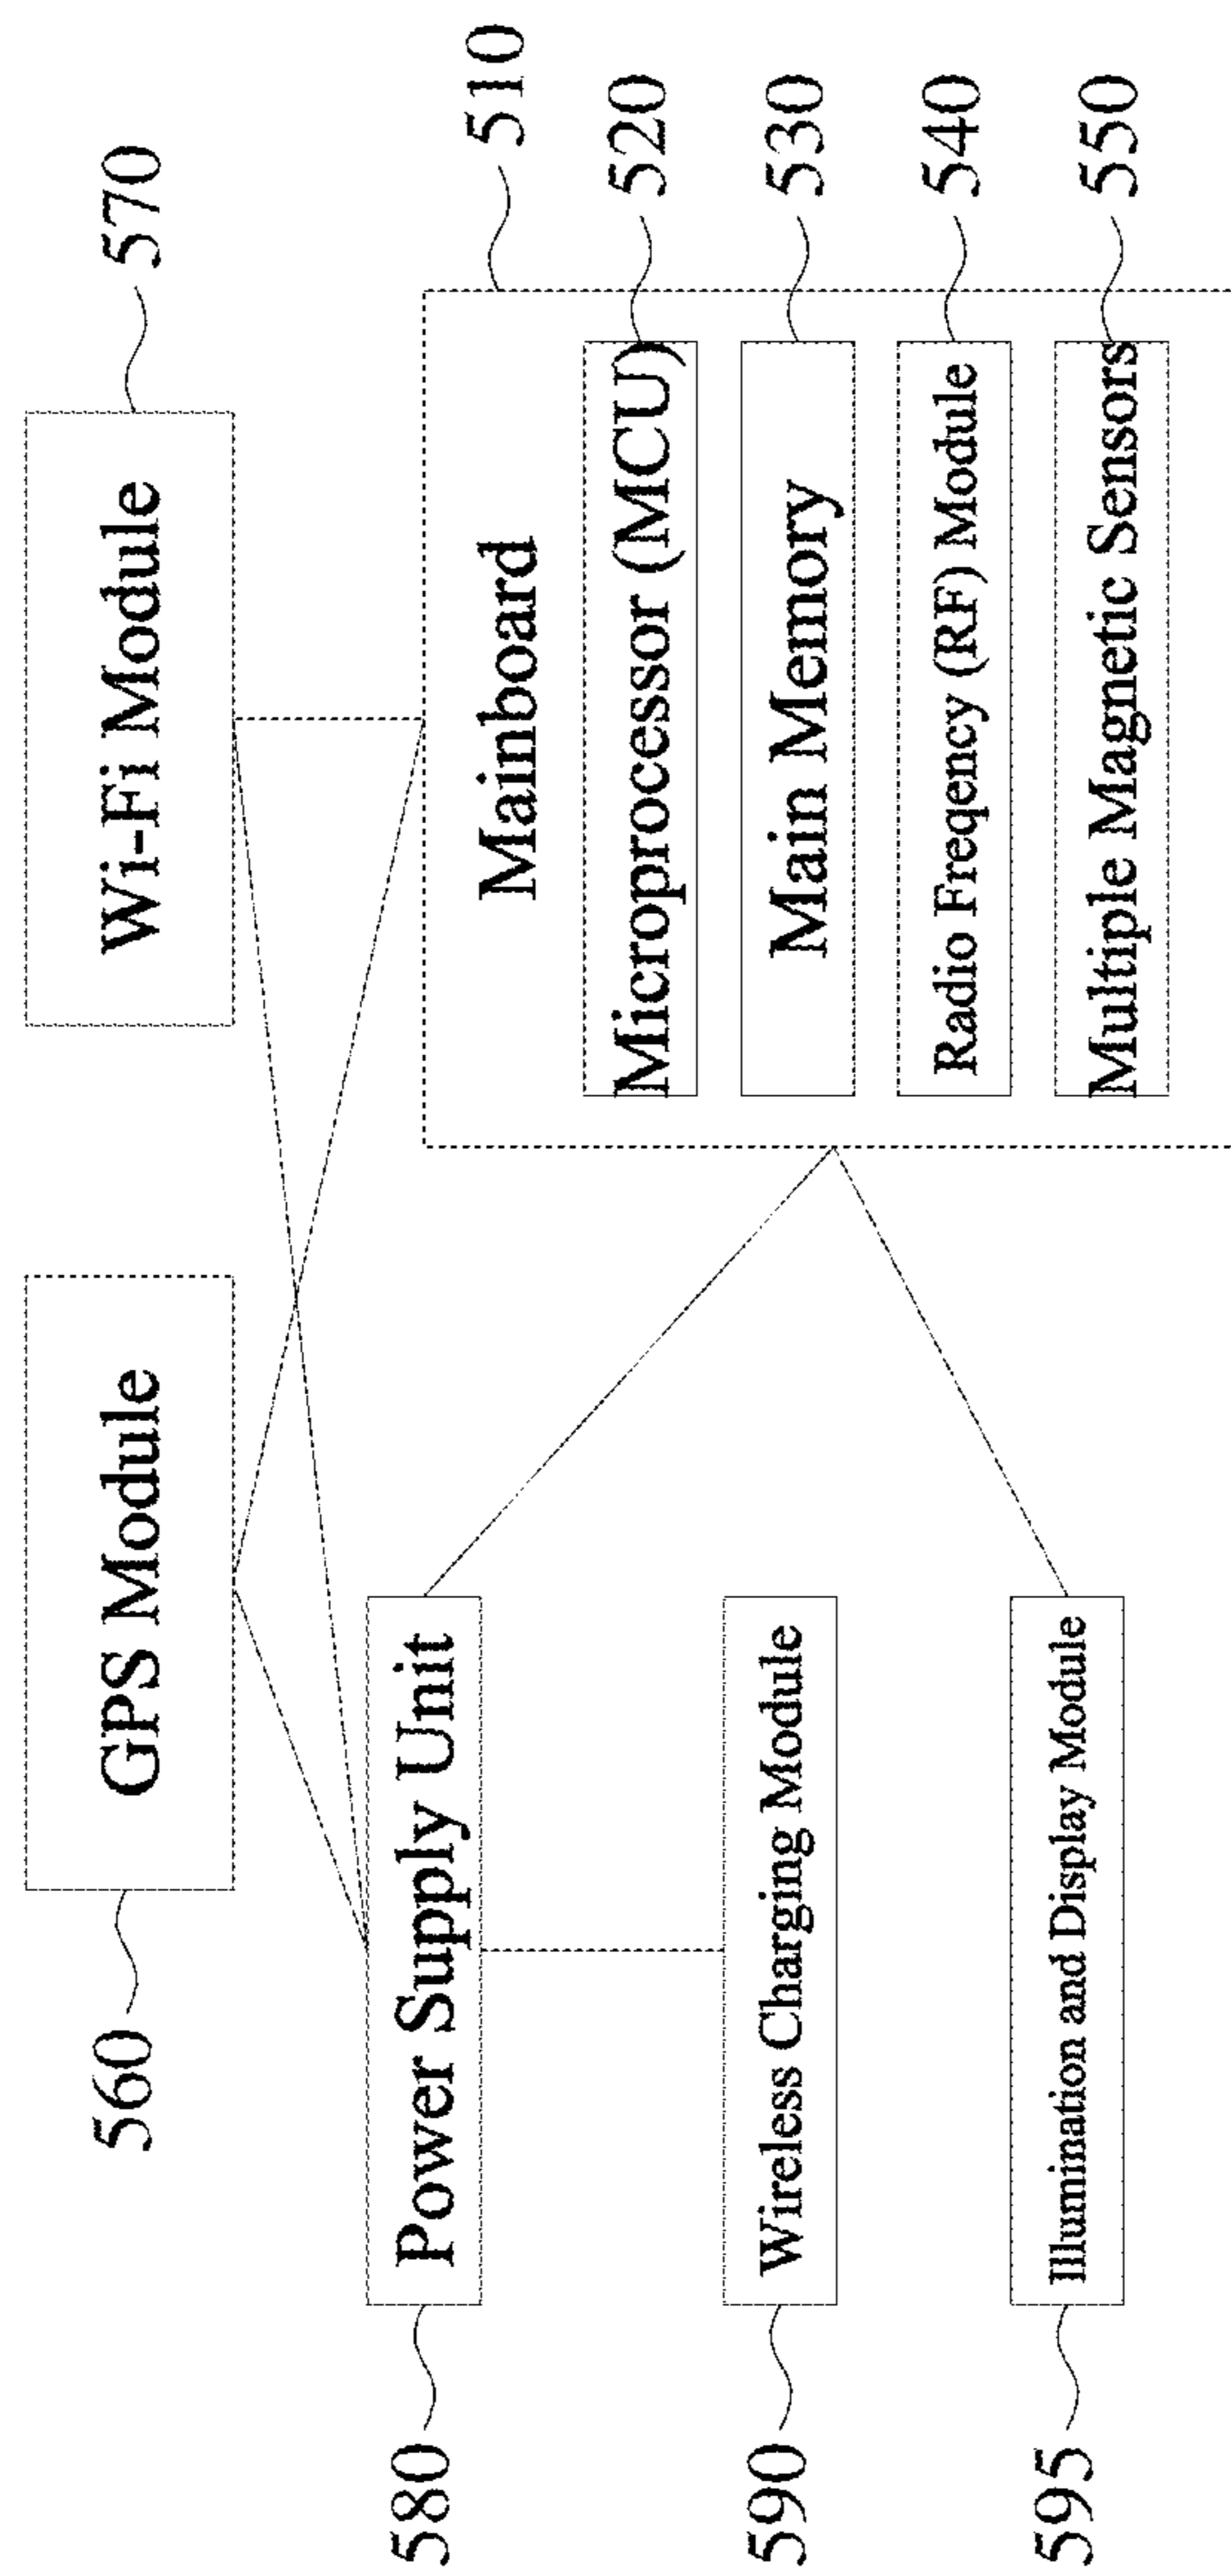 560
GPS Module
Wi-Fi Module
570
580
Power Supply Unit
590
Wireless Charging Module
595
Illumination and Display Module
510
Mainboard
Microprocessor (MCU)
520
Main Memory
530
Radio Freqency (RF) Module
540
Multiple Magnetic Sensors
550